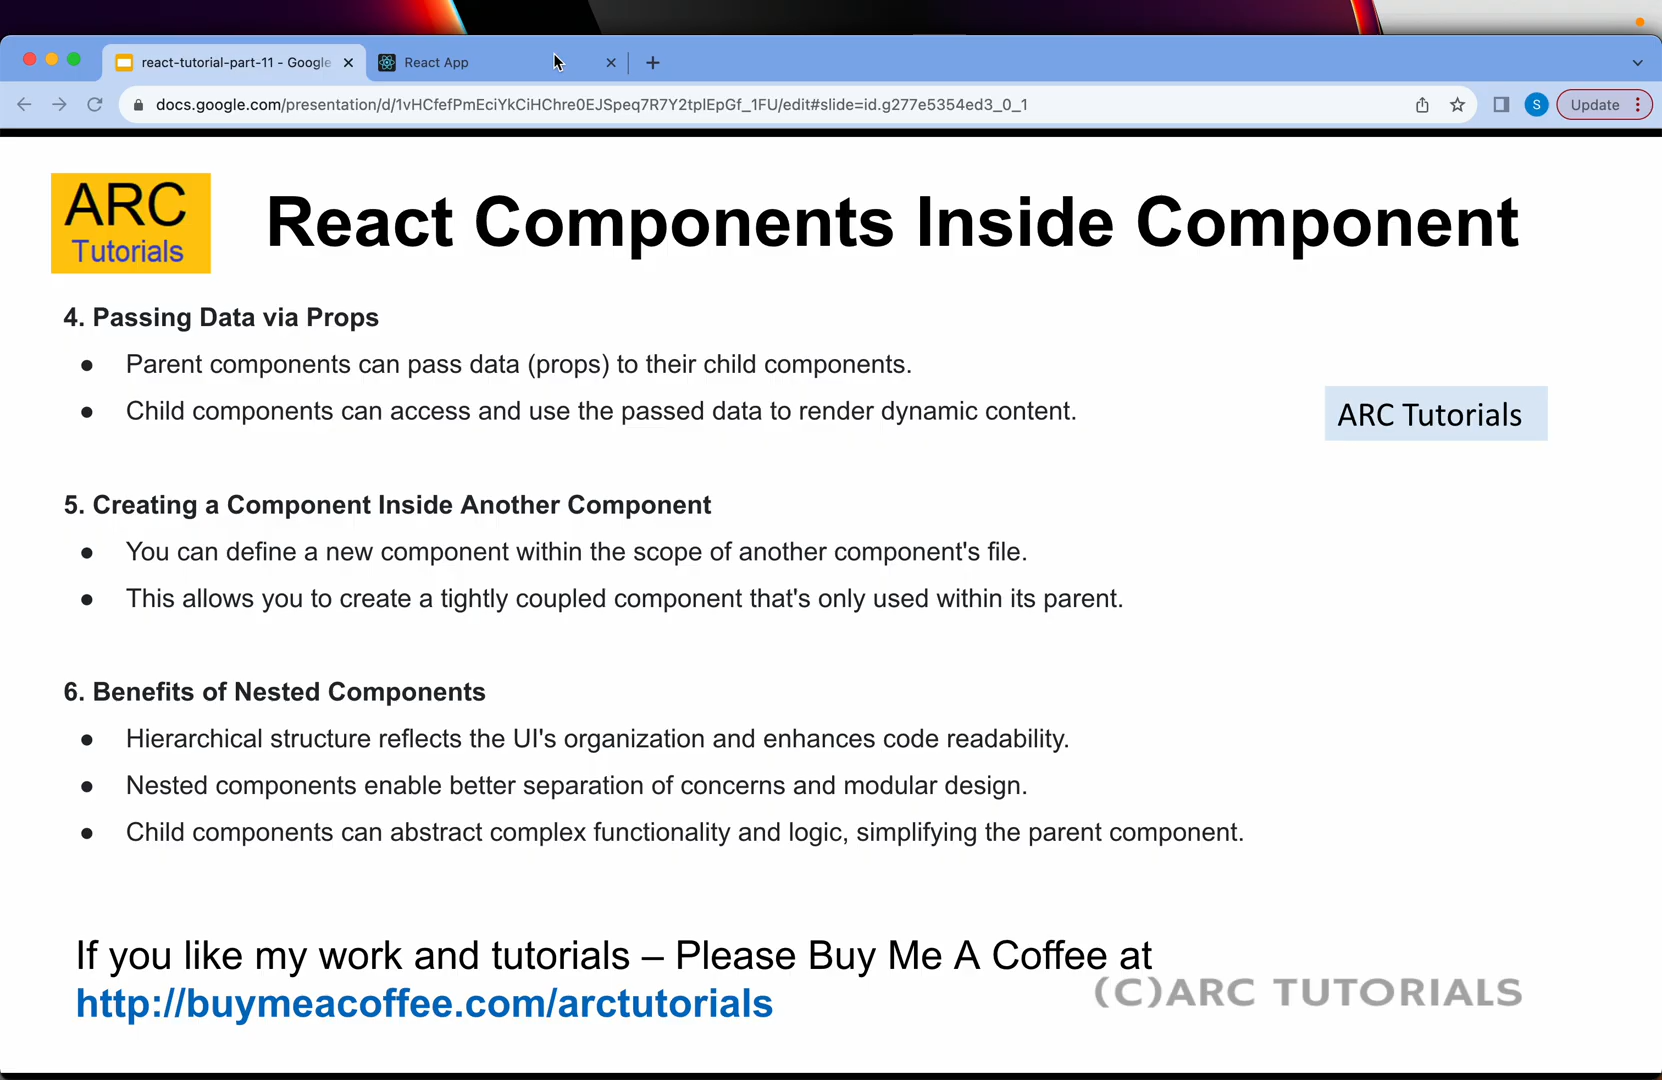 react-tutorial-part-11 - Google
React App
docs.google.com/presentation/d/1vHCfefPmEciYkCiHChre0EJSpeq7R7Y2tplEpGf_1FU/edit#slide=id.g277e5354ed3_0_1
S
Update
ARC
Tutorials
React Components Inside Component
4. Passing Data via Props
● Parent components can pass data (props) to their child components.
● Child components can access and use the passed data to render dynamic content.
ARC Tutorials
5. Creating a Component Inside Another Component
● You can define a new component within the scope of another component's file.
● This allows you to create a tightly coupled component that's only used within its parent.
6. Benefits of Nested Components
● Hierarchical structure reflects the UI's organization and enhances code readability.
● Nested components enable better separation of concerns and modular design.
● Child components can abstract complex functionality and logic, simplifying the parent component.
If you like my work and tutorials – Please Buy Me A Coffee at
http://buymeacoffee.com/arctutorials
(C)ARC TUTORIALS